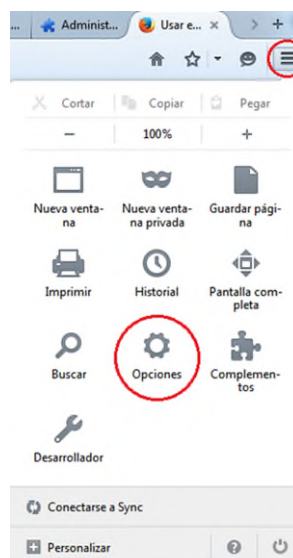 ... Administ... Usar e...
Cortar Copiar Pegar
100%
Nueva venta-
na
Nueva venta-
na privada
Guardar pági-
na
Imprimir
Historial
Pantalla com-
pleta
Buscar
Opciones
Complemen-
tos
Desarrollador
Conectarse a Sync
Personalizar